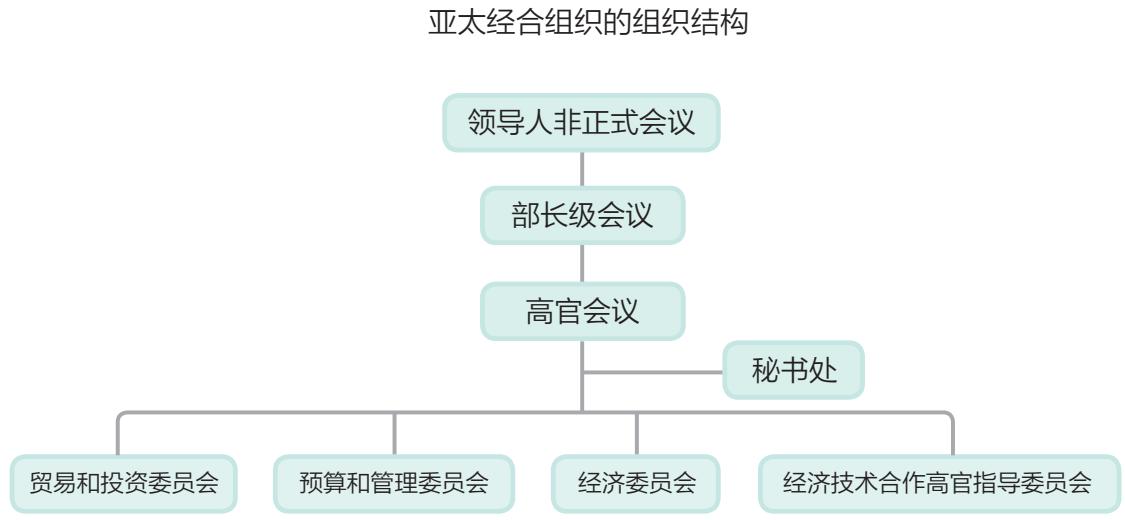 亚太经合组织的组织结构
领导人非正式会议
部长级会议
高官会议
秘书处
贸易和投资委员会
预算和管理委员会
经济委员会
经济技术合作高官指导委员会